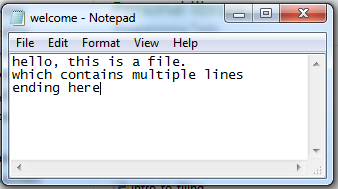 welcome - Notepad
File Edit Format View Help
hello, this is a file.
which contains multiple lines
ending here